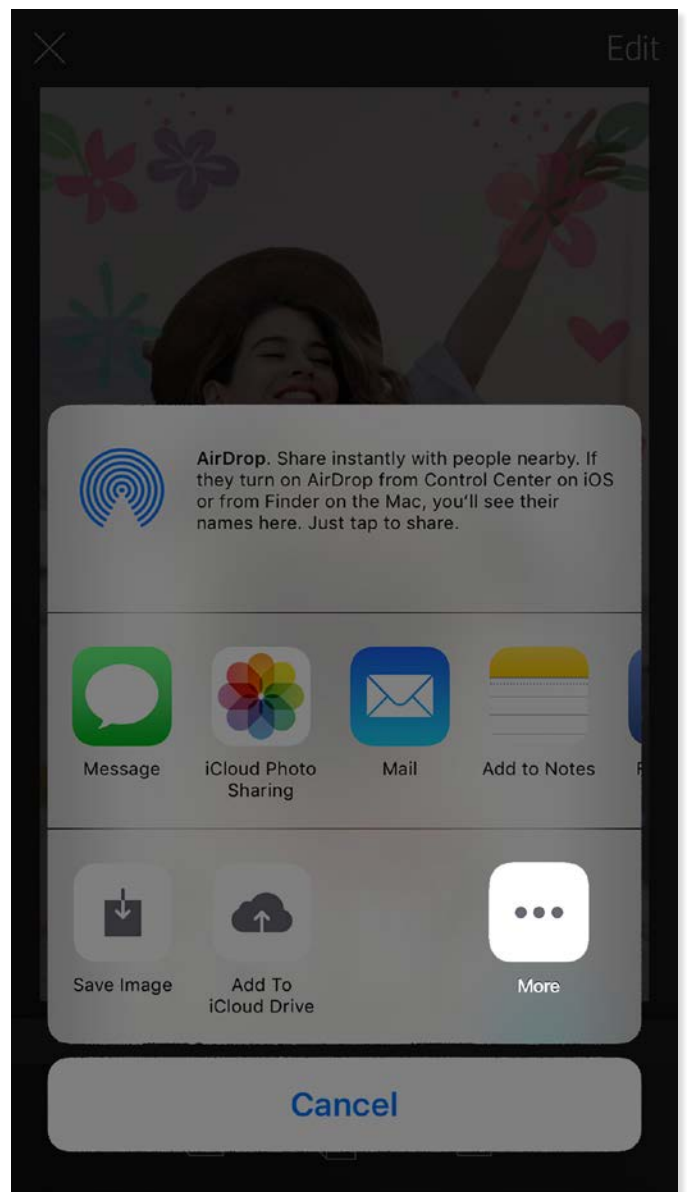 Edit
AirDrop. Share instantly with people nearby. If
they turn on AirDrop from Control Center on iOS
or from Finder on the Mac, you'll see their
names here. Just tap to share.
Message
iCloud Photo
Sharing
Mail
Add to Notes
F
Save Image
Add To
iCloud Drive
More
Cancel